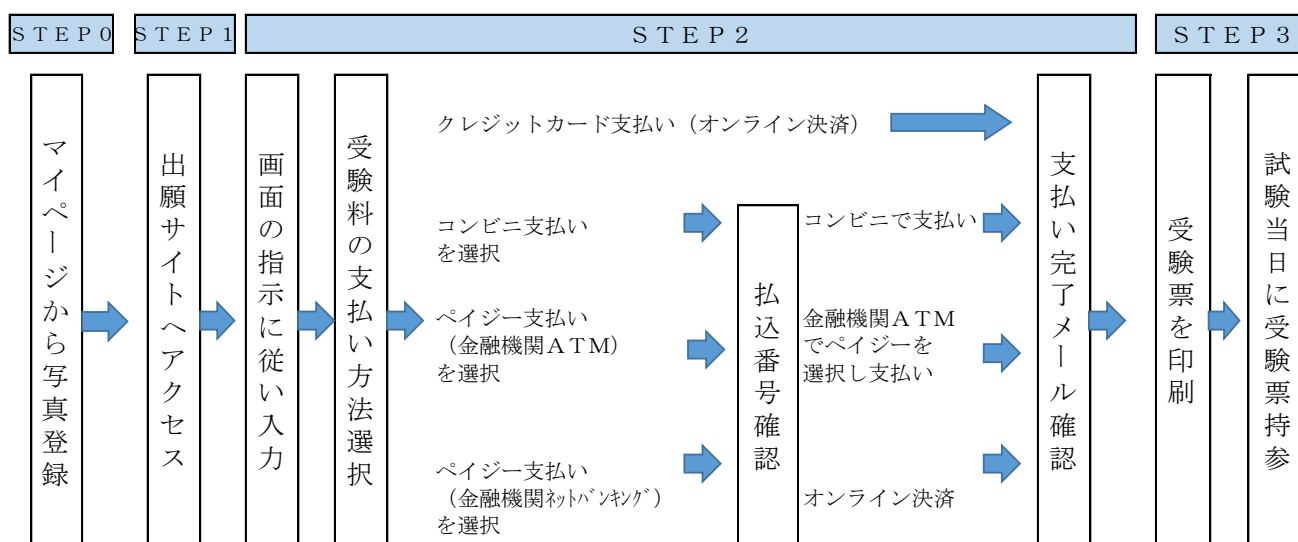 ＳＴＥＰ０
ＳＴＥＰ１
ＳＴＥＰ２
ＳＴＥＰ３
マイページから写真登録
出願サイトへアクセス
画面の指示に従い入力
受験料の支払い方法選択
クレジットカード支払い（オンライン決済）
コンビニ支払い
を選択
ペイジー支払い
（金融機関ＡＴＭ）
を選択
ペイジー支払い
（金融機関ﾈｯﾄﾊﾞﾝｷﾝｸﾞ）
を選択
払込番号確認
コンビニで支払い
金融機関ＡＴＭ
でペイジーを
選択し支払い
オンライン決済
支払い完了メール確認
受験票を印刷
試験当日に受験票持参